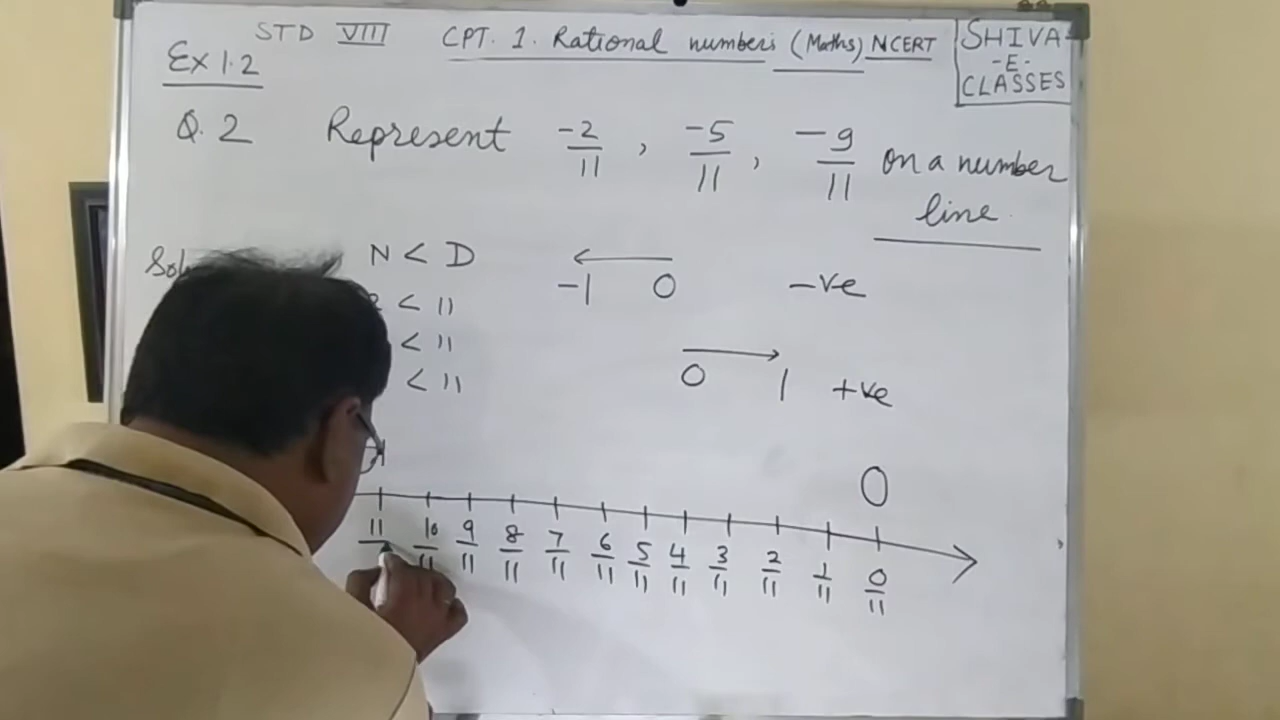 STD VIII CPT. 1. Rational numbers (Maths) NCERT
SHIVA
-E-
CLASSES
Ex 1.2
Q. 2 Represent -2/11 , -5/11 , -9/11 on a number
line.
N < D
-1 0 -ve
< 11
< 11
0 1 +ve
< 11
0
11 10/11 9/11 8/11 7/11 6/11 5/11 4/11 3/11 2/11 1/11 0/11